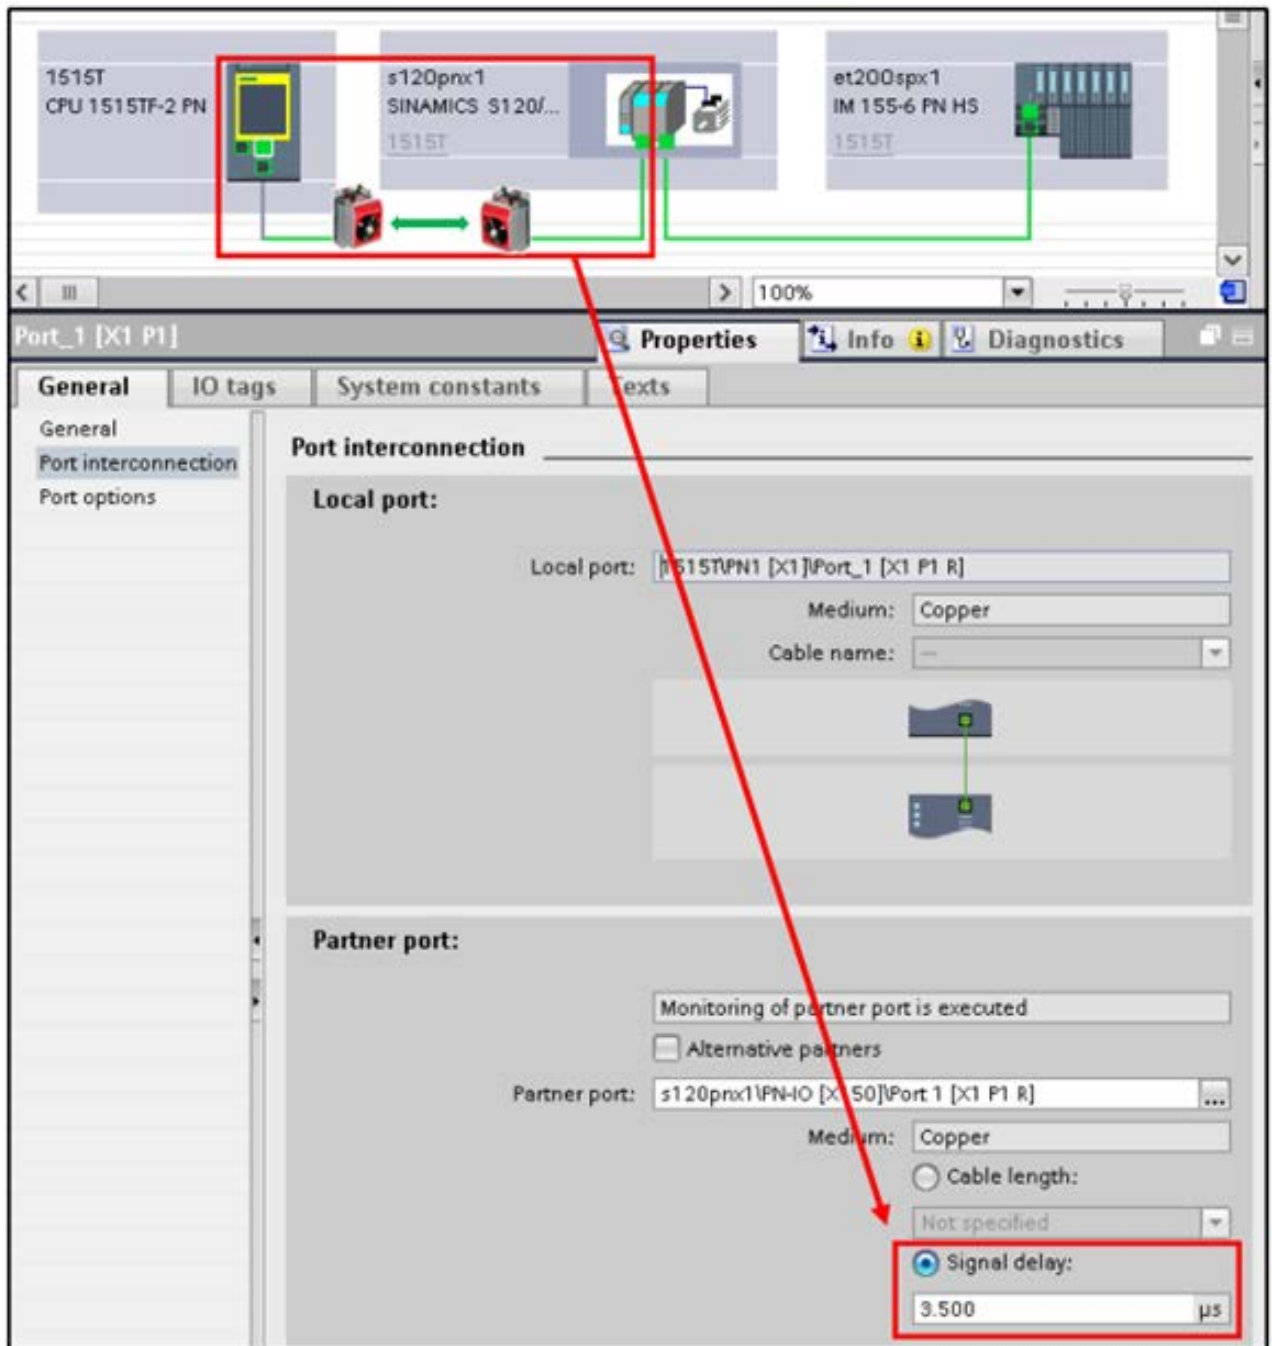 1515T
CPU 1515TF-2 PN
s120pnx1
SINAMICS S120/...
1515T
et200spx1
IM 155-6 PN HS
1515T
100%
Port_1 [X1 P1]
Properties
Info
Diagnostics
General
IO tags
System constants
Texts
General
Port interconnection
Port options
Port interconnection
Local port:
Local port: 1515T\PN1 [X1]\Port_1 [X1 P1 R]
Medium: Copper
Cable name: ---
Partner port:
Monitoring of partner port is executed
Alternative partners
Partner port: s120pnx1\PN-IO [X150]\Port 1 [X1 P1 R] ...
Medium: Copper
Cable length:
Not specified
Signal delay:
3.500 µs